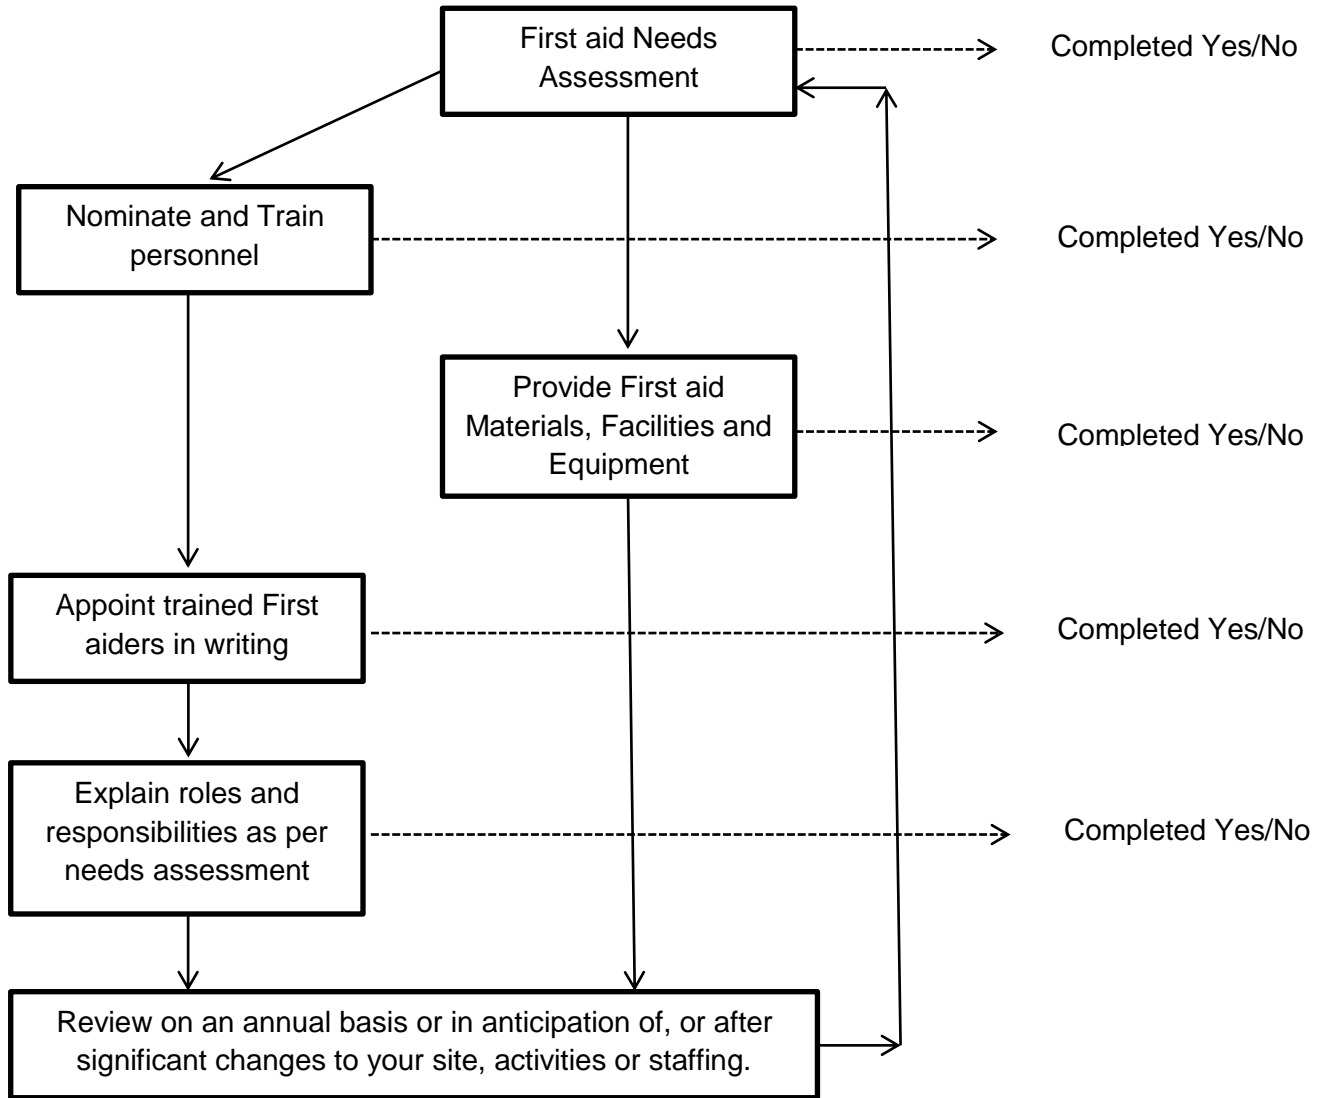 First aid Needs
Assessment
Completed Yes/No
Nominate and Train
personnel
Completed Yes/No
Provide First aid
Materials, Facilities and
Equipment
Completed Yes/No
Appoint trained First
aiders in writing
Completed Yes/No
Explain roles and
responsibilities as per
needs assessment
Completed Yes/No
Review on an annual basis or in anticipation of, or after
significant changes to your site, activities or staffing.